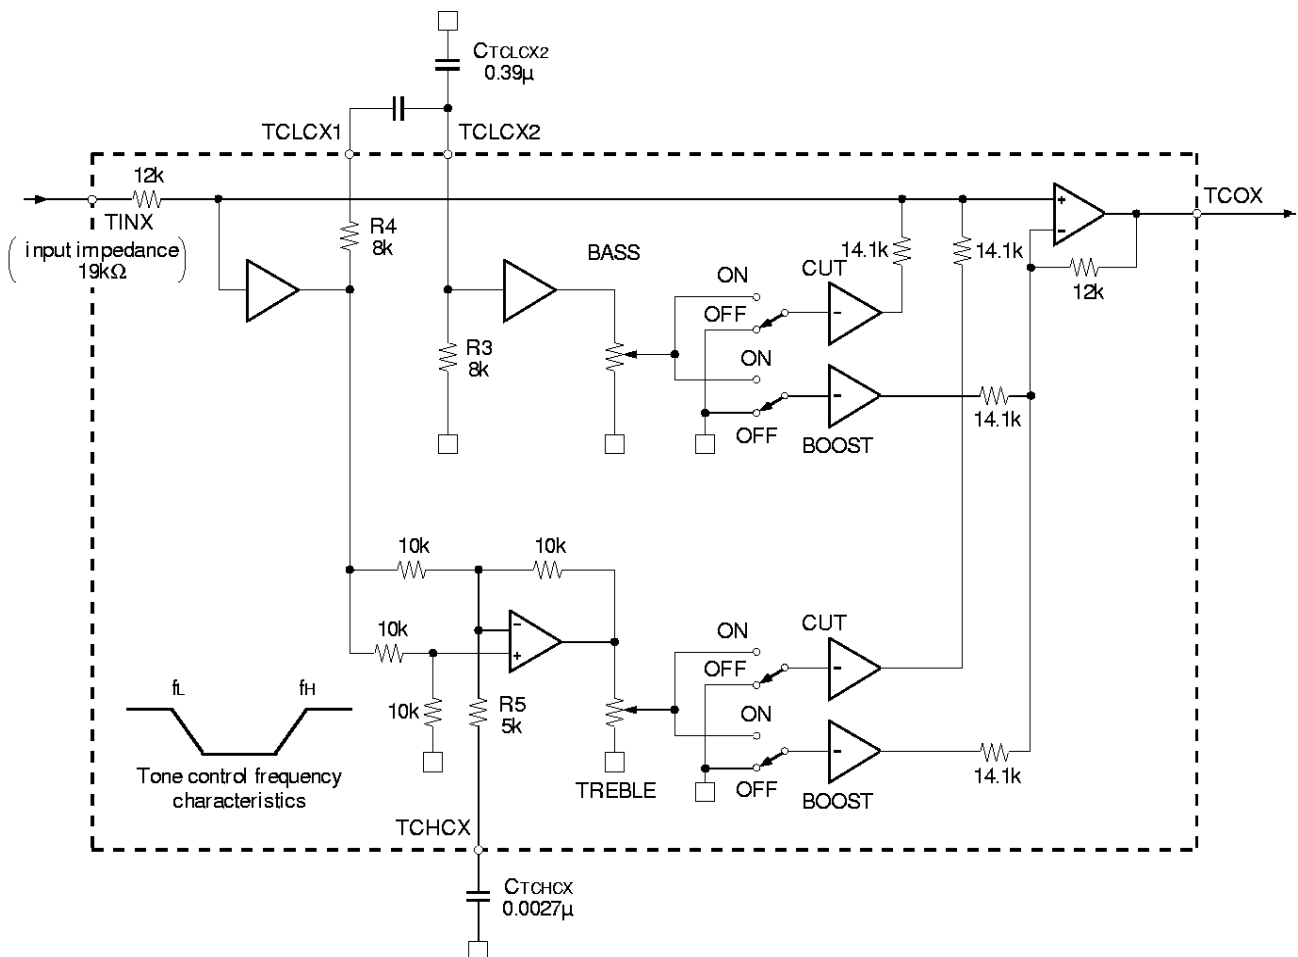 CTCLCX2
0.39μ
TCLCX1
TCLCX2
12k
TINX
( input impedance
19kΩ )
R4
8k
BASS
14.1k
14.1k
TCOX
+
-
12k
ON
OFF
CUT
-
R3
8k
ON
OFF
-
BOOST
14.1k
10k
10k
10k
-
+
10k
R5
5k
ON
OFF
CUT
-
ON
OFF
-
BOOST
14.1k
TREBLE
fL
fH
Tone control frequency
characteristics
TCHCX
CTCHCX
0.0027μ